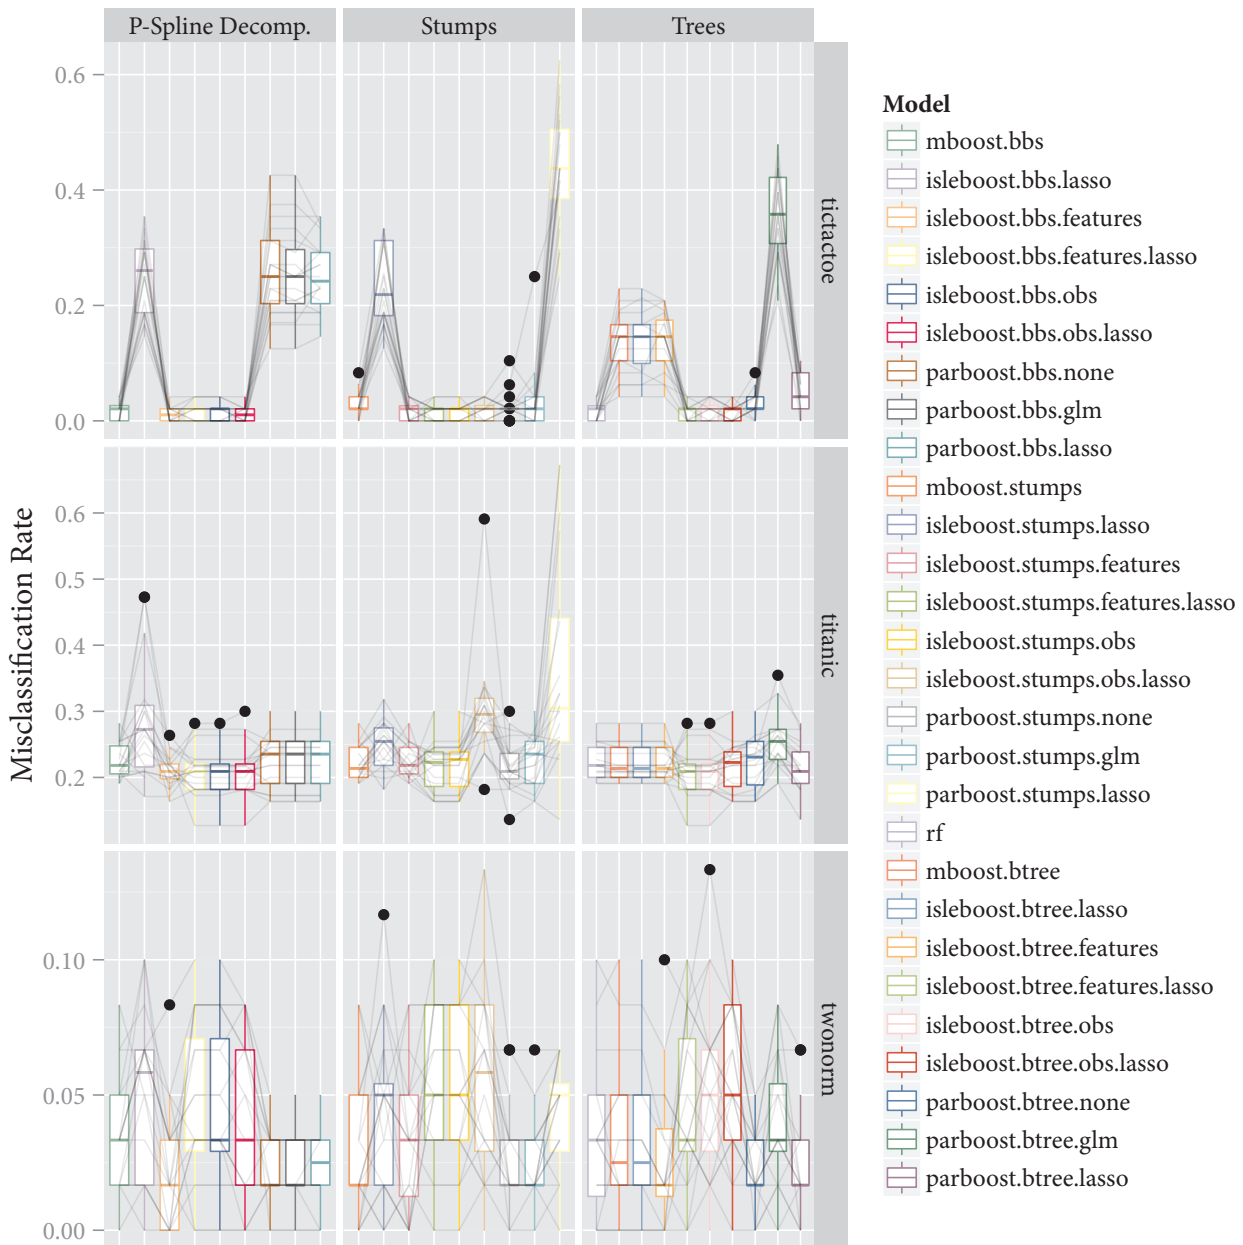 P-Spline Decomp.
Stumps
Trees
0.6
0.4
0.2
0.0
tictactoe
0.6
0.5
0.4
0.3
0.2
titanic
0.10
0.05
0.00
twonorm
Misclassification Rate
Model
mboost.bbs
isleboost.bbs.lasso
isleboost.bbs.features
isleboost.bbs.features.lasso
isleboost.bbs.obs
isleboost.bbs.obs.lasso
parboost.bbs.none
parboost.bbs.glm
parboost.bbs.lasso
mboost.stumps
isleboost.stumps.lasso
isleboost.stumps.features
isleboost.stumps.features.lasso
isleboost.stumps.obs
isleboost.stumps.obs.lasso
parboost.stumps.none
parboost.stumps.glm
parboost.stumps.lasso
rf
mboost.btree
isleboost.btree.lasso
isleboost.btree.features
isleboost.btree.features.lasso
isleboost.btree.obs
isleboost.btree.obs.lasso
parboost.btree.none
parboost.btree.glm
parboost.btree.lasso